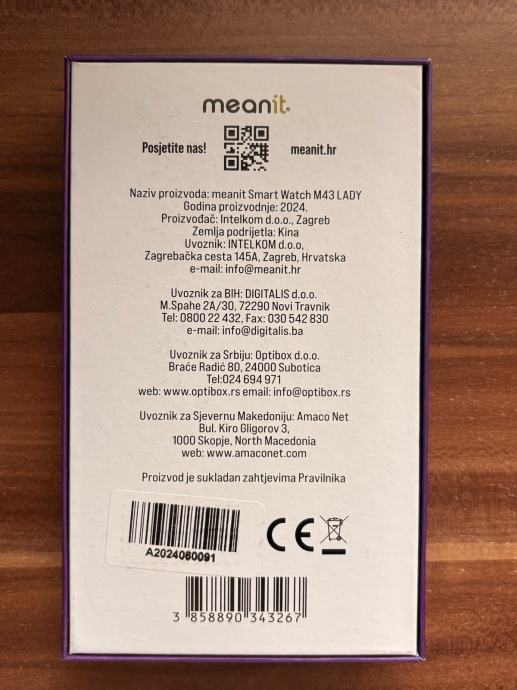 meanit.
Posjetite nas! meanit.hr
Naziv proizvoda: meanit Smart Watch M43 LADY
Godina proizvodnje: 2024.
Proizvođač: Intelkom d.o.o., Zagreb
Zemlja podrijetla: Kina
Uvoznik: INTELKOM d.o.o,
Zagrebačka cesta 145A, Zagreb, Hrvatska
e-mail: info@meanit.hr
Uvoznik za BIH: DIGITALIS d.o.o.
M.Spahe 2A/30, 72290 Novi Travnik
Tel: 0800 22 432, Fax: 030 542 830
e-mail: info@digitalis.ba
Uvoznik za Srbiju: Optibox d.o.o.
Braće Radić 80, 24000 Subotica
Tel:024 694 971
web: www.optibox.rs email: info@optibox.rs
Uvoznik za Sjevernu Makedoniju: Amaco Net
Bul. Kiro Gligorov 3,
1000 Skopje, North Macedonia
web: www.amaconet.com
Proizvod je sukladan zahtjevima Pravilnika
A2024060091
CE
3 858890 343267